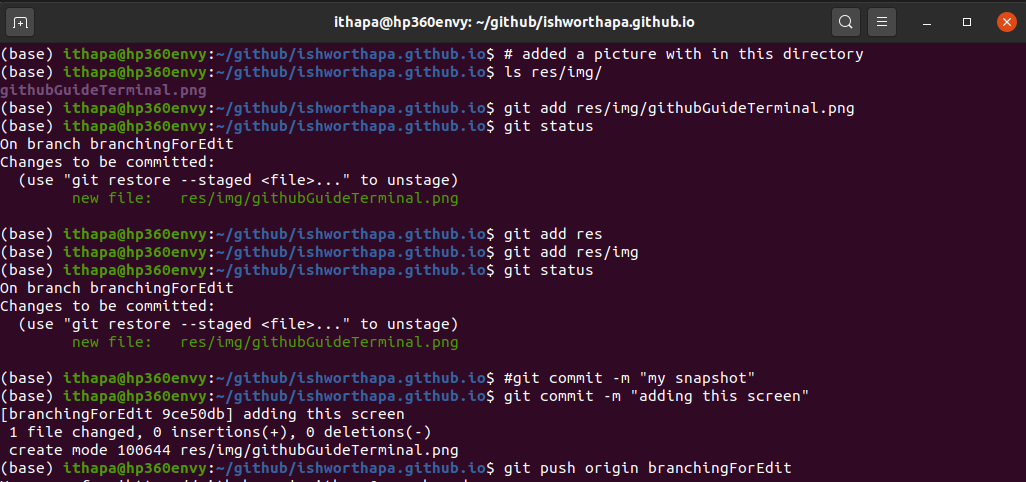 ithapa@hp360envy: ~/github/ishworthapa.github.io
(base) ithapa@hp360envy:~/github/ishworthapa.github.io$ # added a picture with in this directory
(base) ithapa@hp360envy:~/github/ishworthapa.github.io$ ls res/img/
githubGuideTerminal.png
(base) ithapa@hp360envy:~/github/ishworthapa.github.io$ git add res/img/githubGuideTerminal.png
(base) ithapa@hp360envy:~/github/ishworthapa.github.io$ git status
On branch branchingForEdit
Changes to be committed:
  (use "git restore --staged <file>..." to unstage)
        new file:   res/img/githubGuideTerminal.png

(base) ithapa@hp360envy:~/github/ishworthapa.github.io$ git add res
(base) ithapa@hp360envy:~/github/ishworthapa.github.io$ git add res/img
(base) ithapa@hp360envy:~/github/ishworthapa.github.io$ git status
On branch branchingForEdit
Changes to be committed:
  (use "git restore --staged <file>..." to unstage)
        new file:   res/img/githubGuideTerminal.png

(base) ithapa@hp360envy:~/github/ishworthapa.github.io$ #git commit -m "my snapshot"
(base) ithapa@hp360envy:~/github/ishworthapa.github.io$ git commit -m "adding this screen"
[branchingForEdit 9ce50db] adding this screen
 1 file changed, 0 insertions(+), 0 deletions(-)
 create mode 100644 res/img/githubGuideTerminal.png
(base) ithapa@hp360envy:~/github/ishworthapa.github.io$ git push origin branchingForEdit